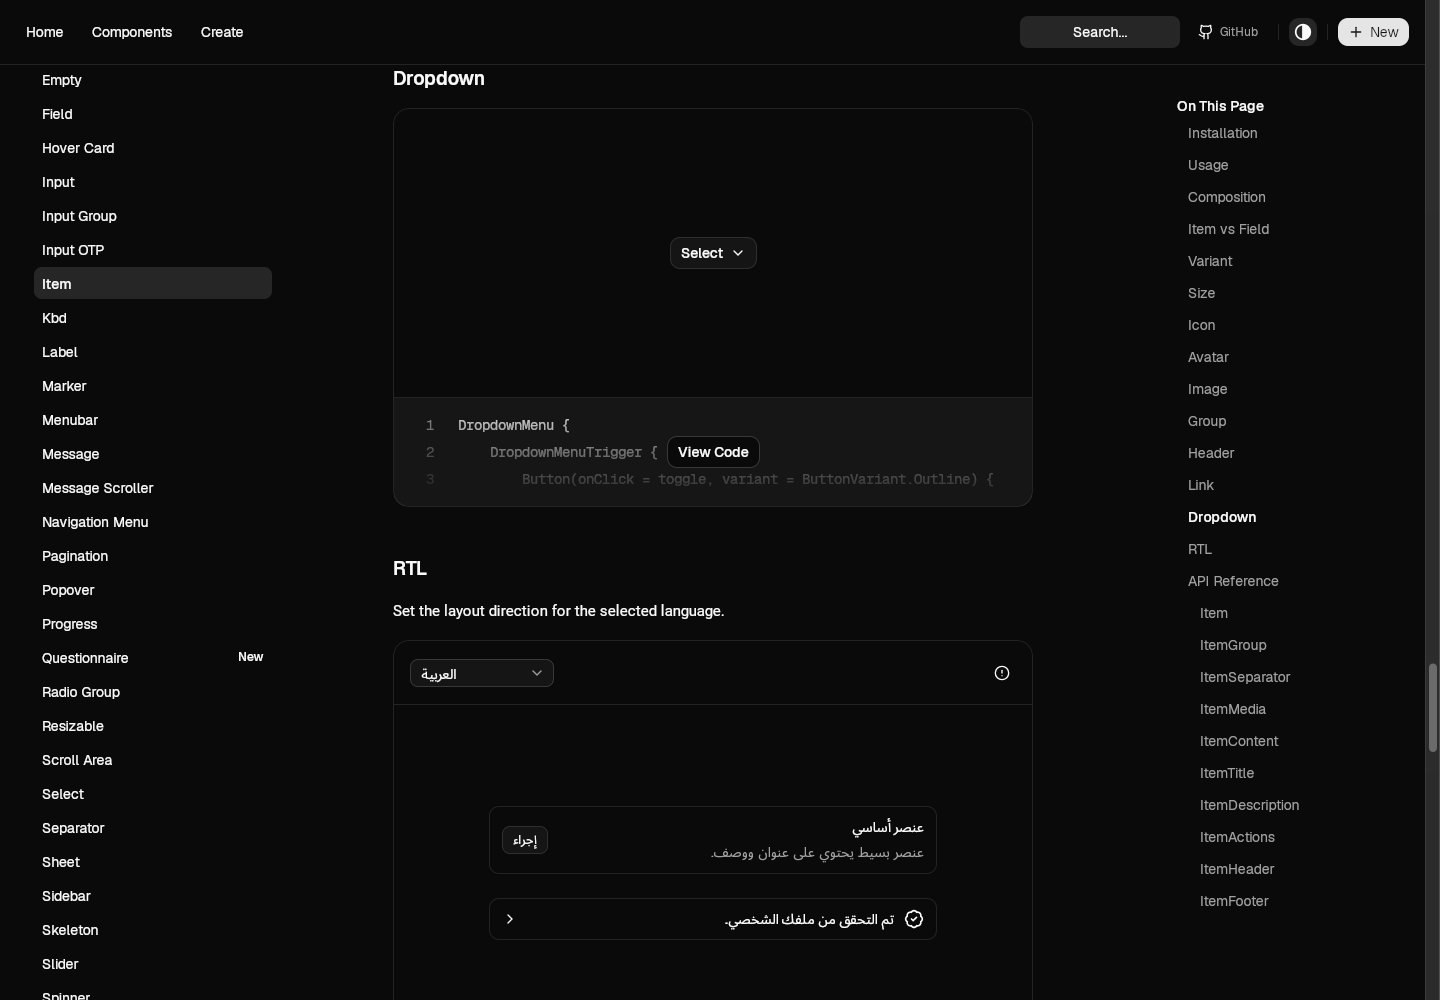 Home
Components
Create
Search...
GitHub
New
Empty
Field
Hover Card
Input
Input Group
Input OTP
Item
Kbd
Label
Marker
Menubar
Message
Message Scroller
Navigation Menu
Pagination
Popover
Progress
Questionnaire New
Radio Group
Resizable
Scroll Area
Select
Separator
Sheet
Sidebar
Skeleton
Slider
Spinner
Dropdown
Select
1 DropdownMenu {
2 DropdownMenuTrigger {
View Code
3 Button(onClick = toggle, variant = ButtonVariant.Outline) {
RTL
Set the layout direction for the selected language.
العربية
عنصر أساسي
عنصر بسيط يحتوي على عنوان ووصف.
إجراء
تم التحقق من ملفك الشخصي.
On This Page
Installation
Usage
Composition
Item vs Field
Variant
Size
Icon
Avatar
Image
Group
Header
Link
Dropdown
RTL
API Reference
Item
ItemGroup
ItemSeparator
ItemMedia
ItemContent
ItemTitle
ItemDescription
ItemActions
ItemHeader
ItemFooter